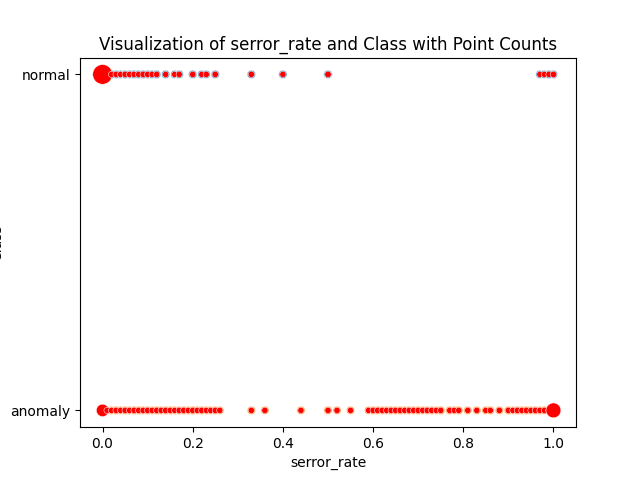 Visualization of serror_rate and Class with Point Counts
normal
anomaly
0.0 0.2 0.4 0.6 0.8 1.0
serror_rate